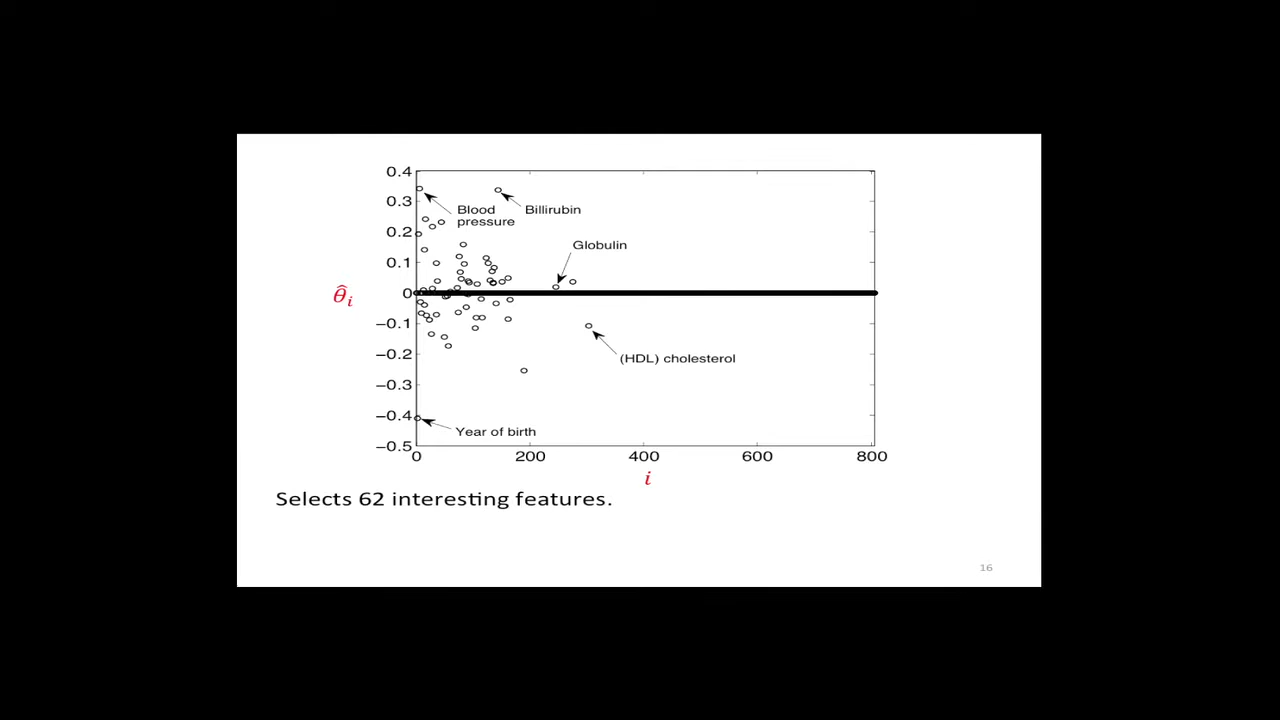 0.4
0.3
0.2
0.1
0
−0.1
−0.2
−0.3
−0.4
−0.5
Blood
pressure
Billirubin
Globulin
(HDL) cholesterol
Year of birth
θ̂ᵢ
0 200 400 600 800
i
Selects 62 interesting features.
16